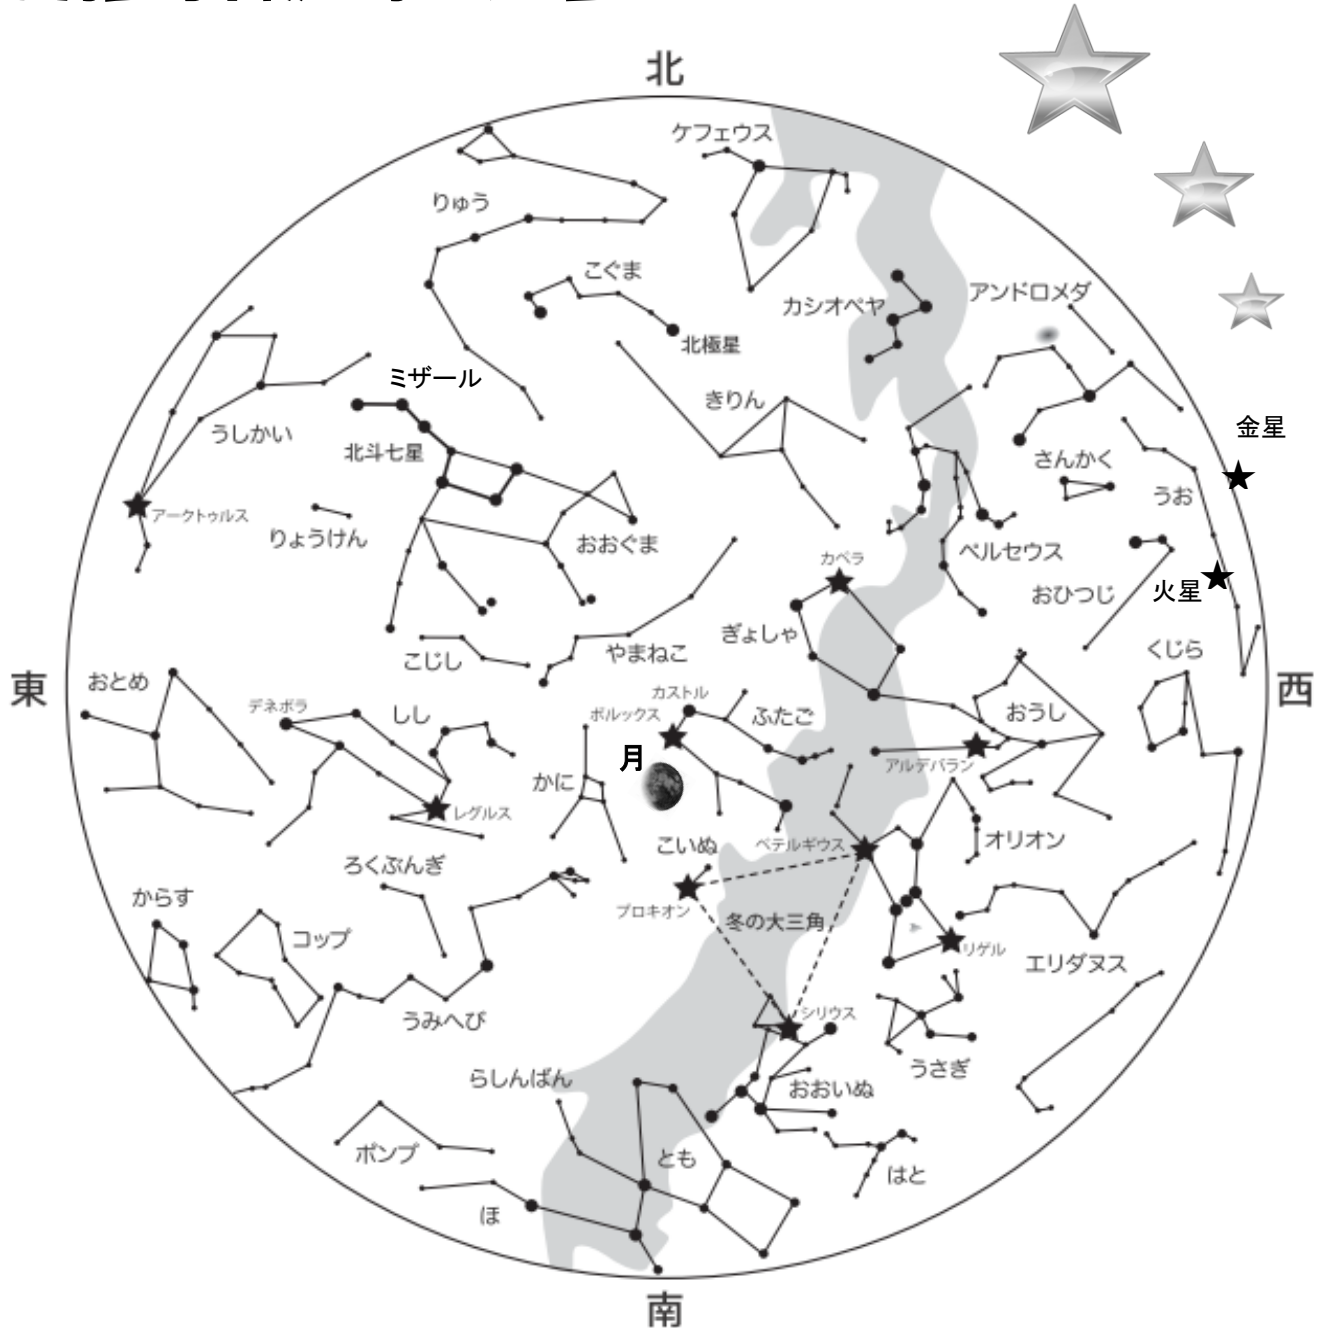 北
ケフェウス
りゅう
こぐま
カシオペヤ
アンドロメダ
北極星
ミザール
きりん
うしかい
北斗七星
金星
さんかく
うお
アークトゥルス
りょうけん
おおぐま
ペルセウス
カペラ
おひつじ
火星
ぎょしゃ
こじし
やまねこ
くじら
東
おとめ
西
デネボラ
しし
カストル
ポルックス
ふたご
おうし
月
アルデバラン
かに
レグルス
こいぬ
ベテルギウス
オリオン
ろくぶんぎ
からす
プロキオン
冬の大三角
コップ
リゲル
エリダヌス
うみへび
シリウス
うさぎ
らしんばん
おおいぬ
ポンプ
とも
はと
ほ
南